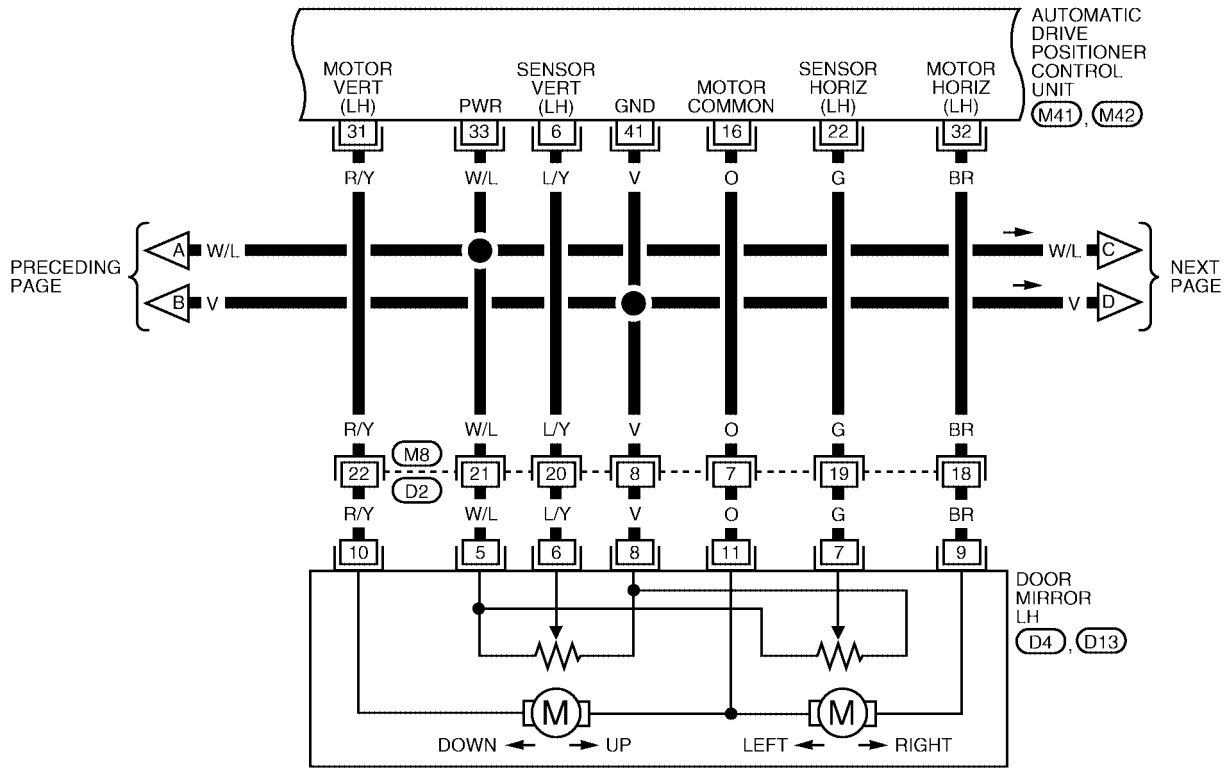 AUTOMATIC
DRIVE
POSITIONER
CONTROL
UNIT
M41 , M42
MOTOR
VERT
(LH)
PWR
SENSOR
VERT
(LH)
GND
MOTOR
COMMON
SENSOR
HORIZ
(LH)
MOTOR
HORIZ
(LH)
31 33 6 41 16 22 32
R/Y W/L L/Y V O G BR
PRECEDING
PAGE
A W/L W/L C
B V V D
NEXT
PAGE
R/Y W/L L/Y V O G BR
M8
22 21 20 8 7 19 18
D2
R/Y W/L L/Y V O G BR
10 5 6 8 11 7 9
DOOR
MIRROR
LH
D4 , D13
M M
DOWN UP LEFT RIGHT